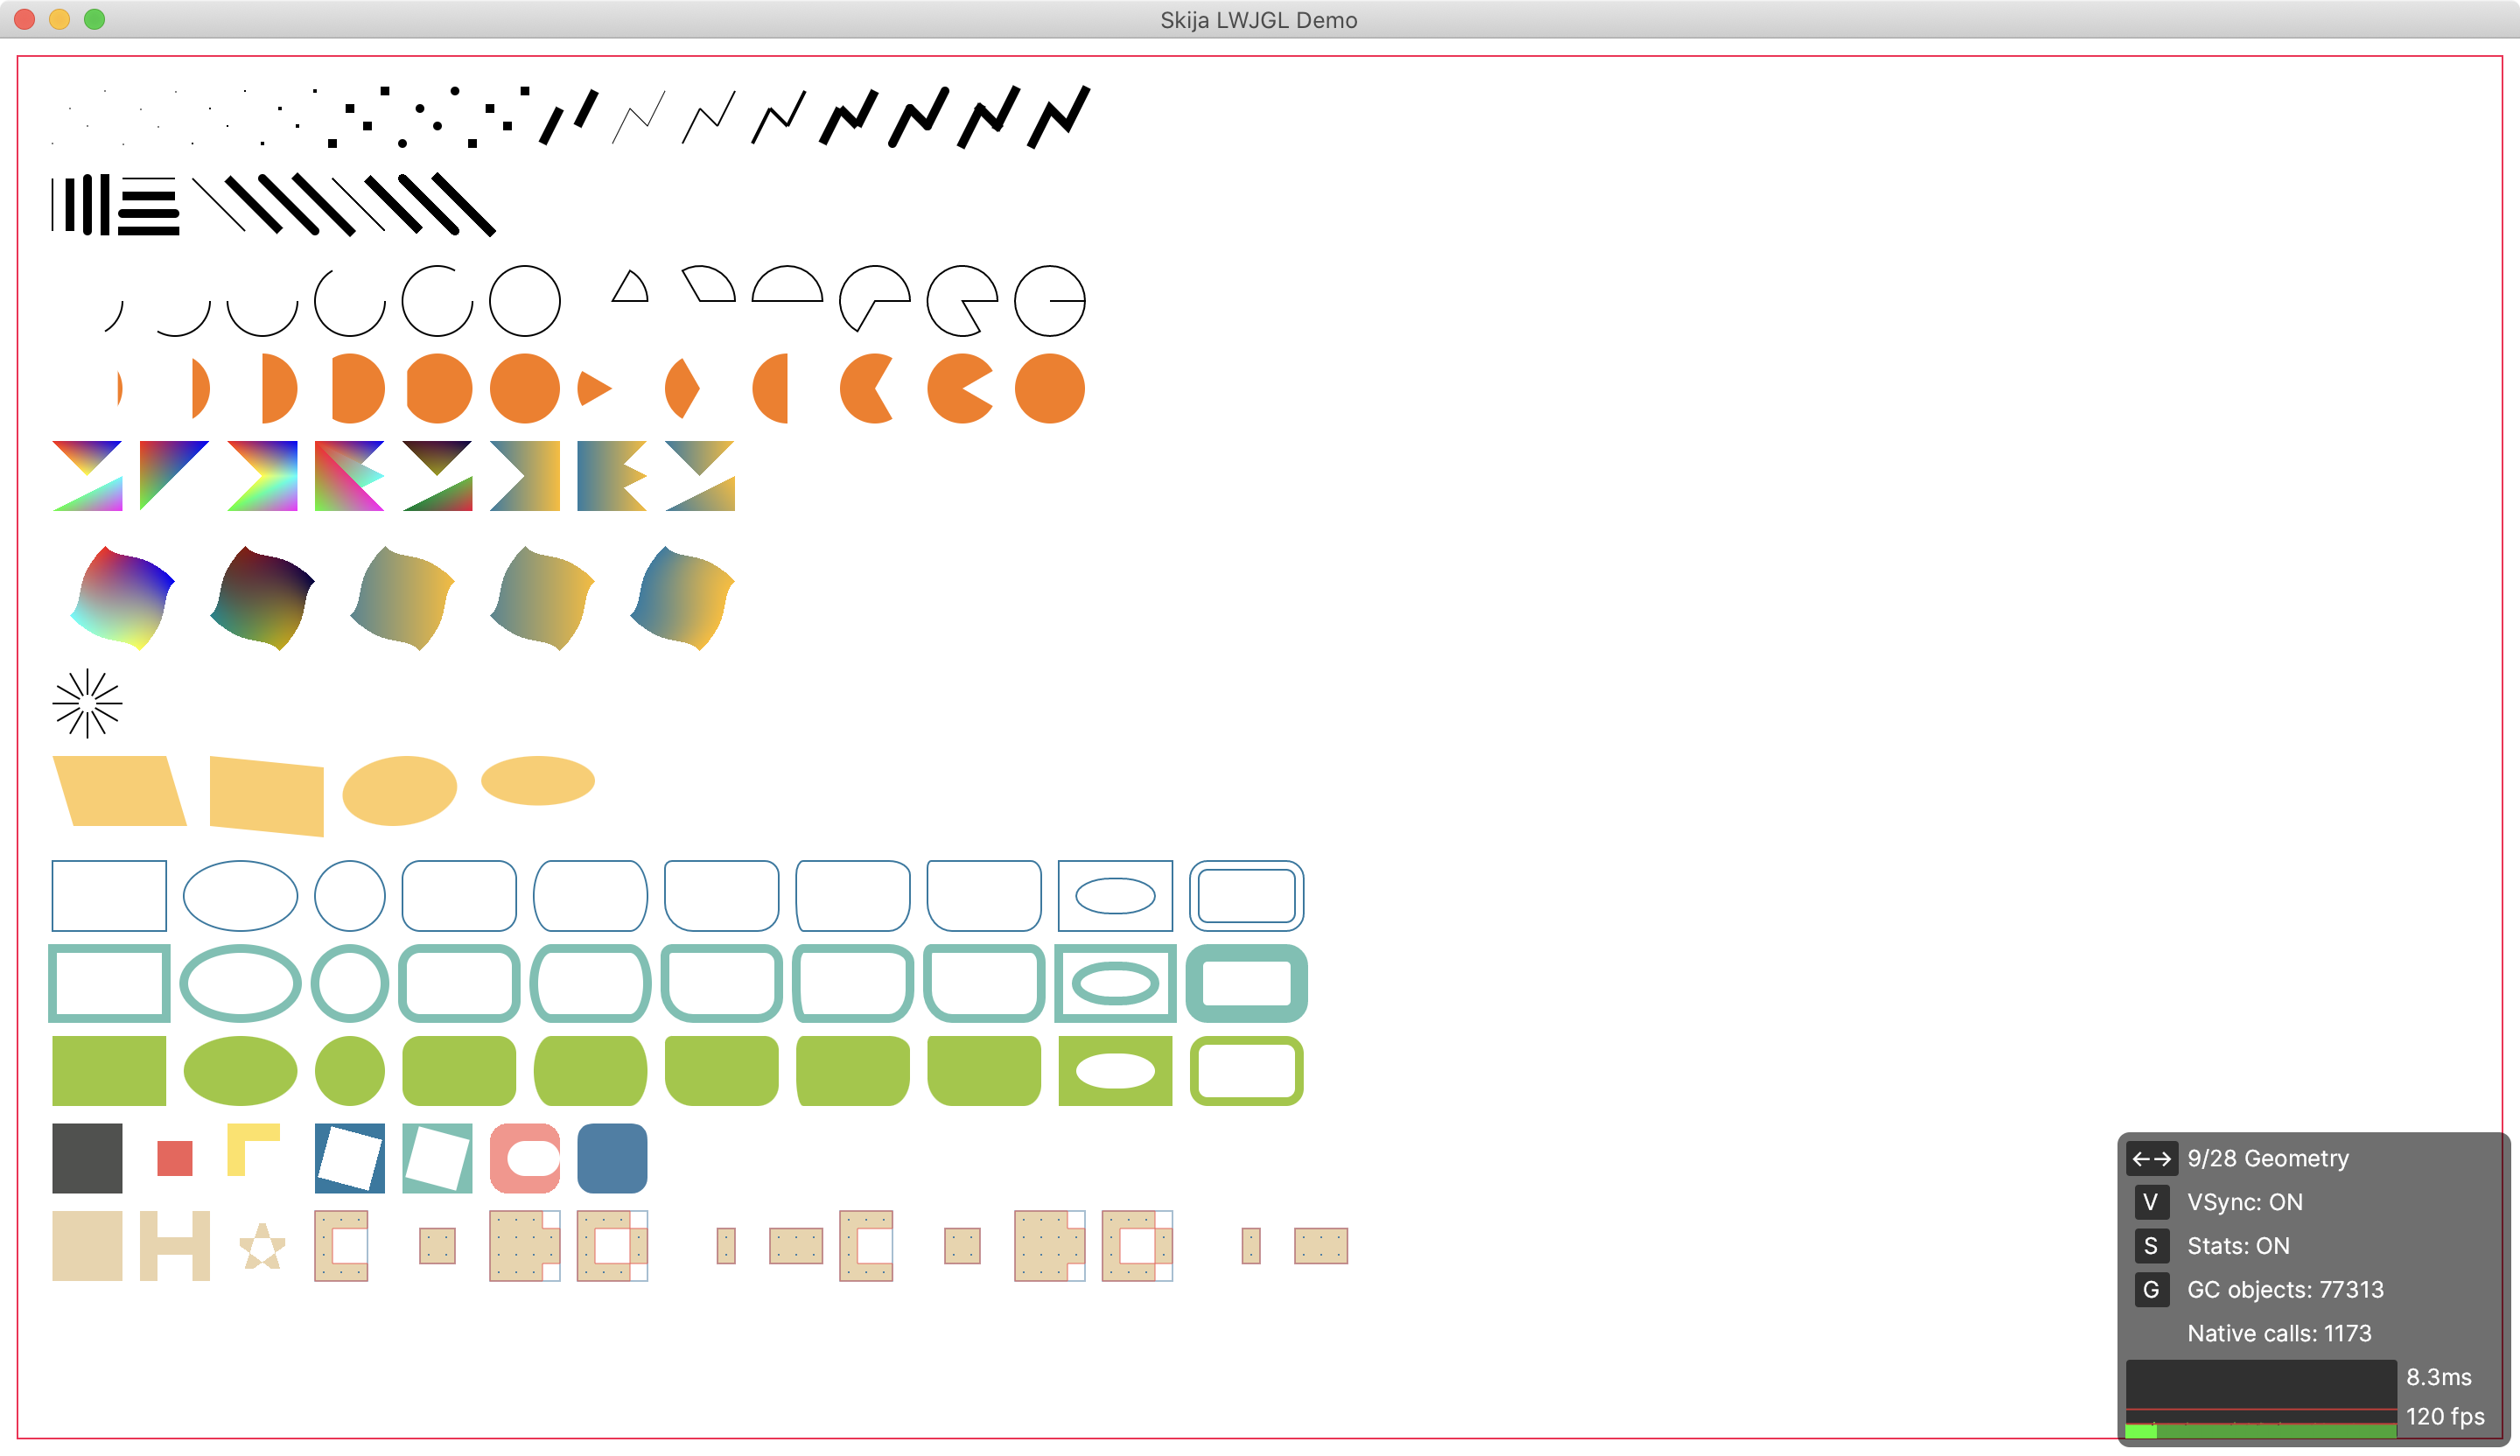 Skija LWJGL Demo
←→ 9/28 Geometry
V VSync: ON
S Stats: ON
G GC objects: 77313
Native calls: 1173
8.3ms
120 fps